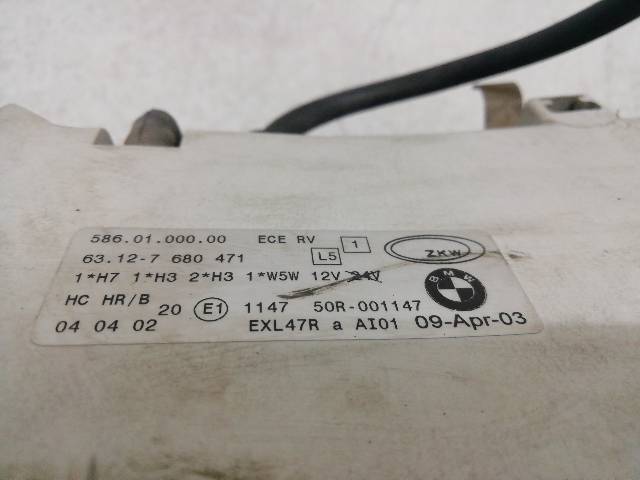 586.01.000.00 ECE RV 1
63.12-7 680 471 L5 ZKW
1*H7 1*H3 2*H3 1*W5W 12V 24V
BMW
HC HR/B 20 E1 1147 50R-001147
04 04 02 EXL47R a AI01 09-Apr-03